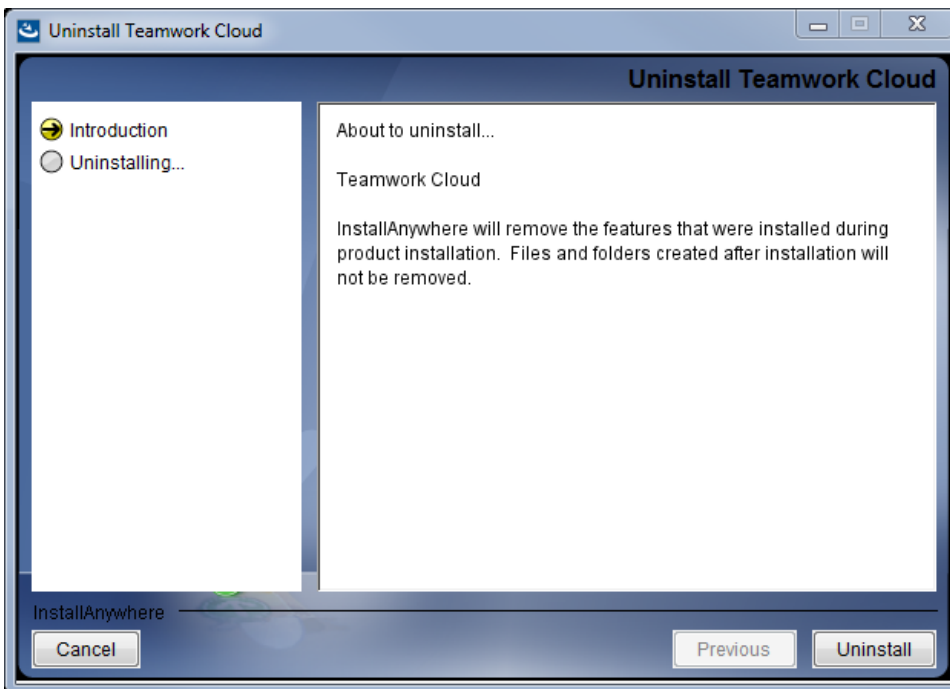 Uninstall Teamwork Cloud
Uninstall Teamwork Cloud
Introduction
Uninstalling...
About to uninstall...
Teamwork Cloud
InstallAnywhere will remove the features that were installed during
product installation.  Files and folders created after installation will
not be removed.
InstallAnywhere
Cancel
Previous
Uninstall